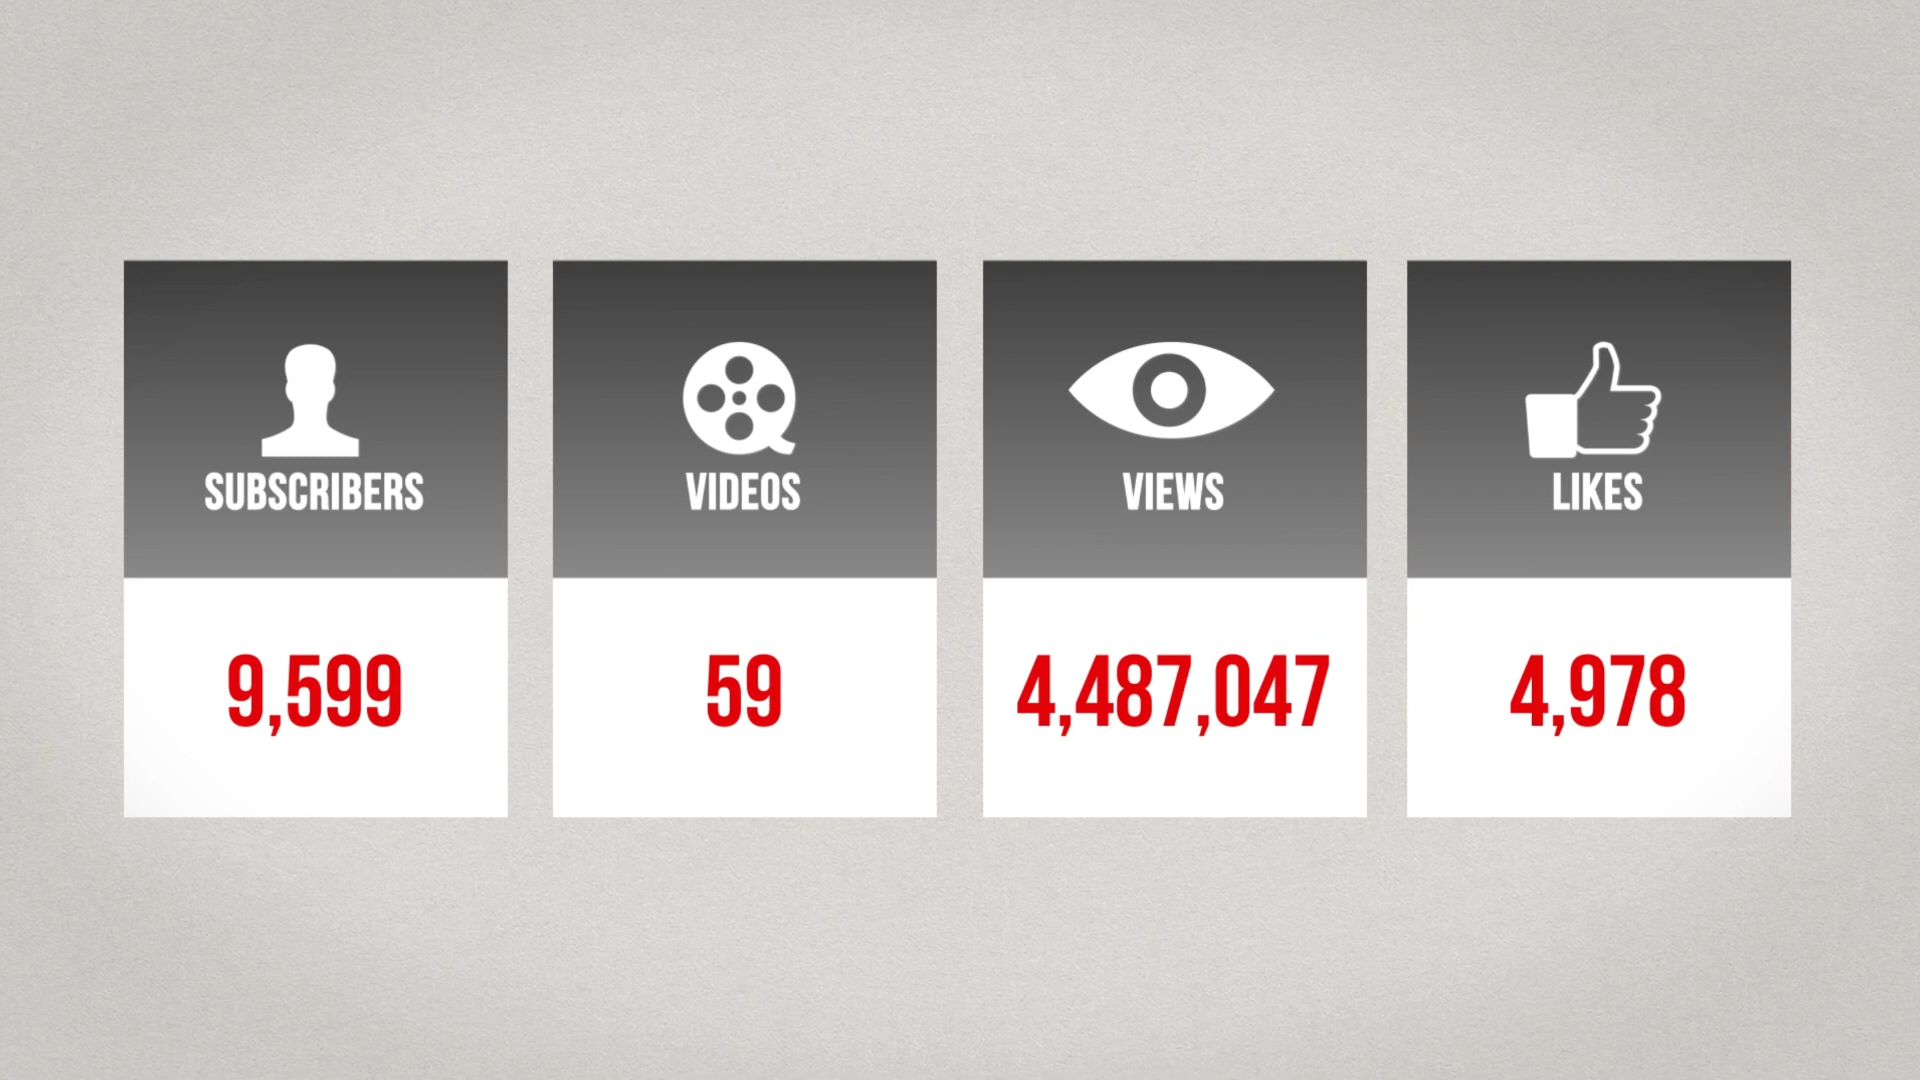 SUBSCRIBERS
9,599
VIDEOS
59
VIEWS
4,487,047
LIKES
4,978